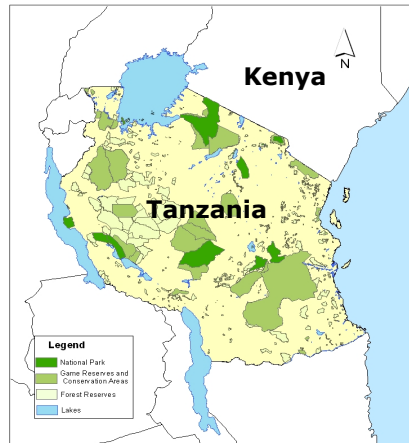 N
Kenya
Tanzania
Legend
National Park
Game Reserves and
Conservation Areas
Forest Reserves
Lakes